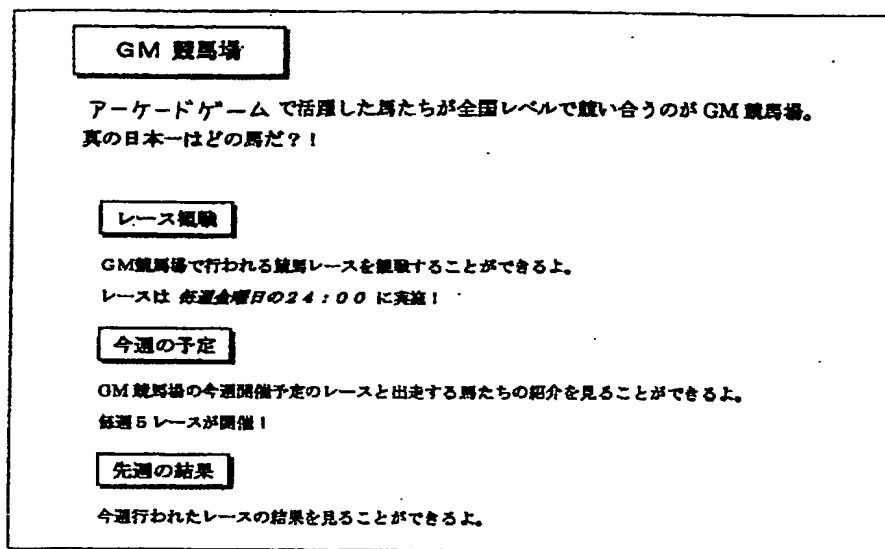 GM 競馬場
アーケードゲーム で活躍した馬たちが全国レベルで競い合うのが GM 競馬場。
真の日本一はどの馬だ？！
レース観戦
GM競馬場で行われる競馬レースを観戦することができるよ。
レースは 毎週金曜日の24：00 に実施！
今週の予定
GM 競馬場の今週開催予定のレースと出走する馬たちの紹介を見ることができるよ。
毎週5レースが開催！
先週の結果
今週行われたレースの結果を見ることができるよ。